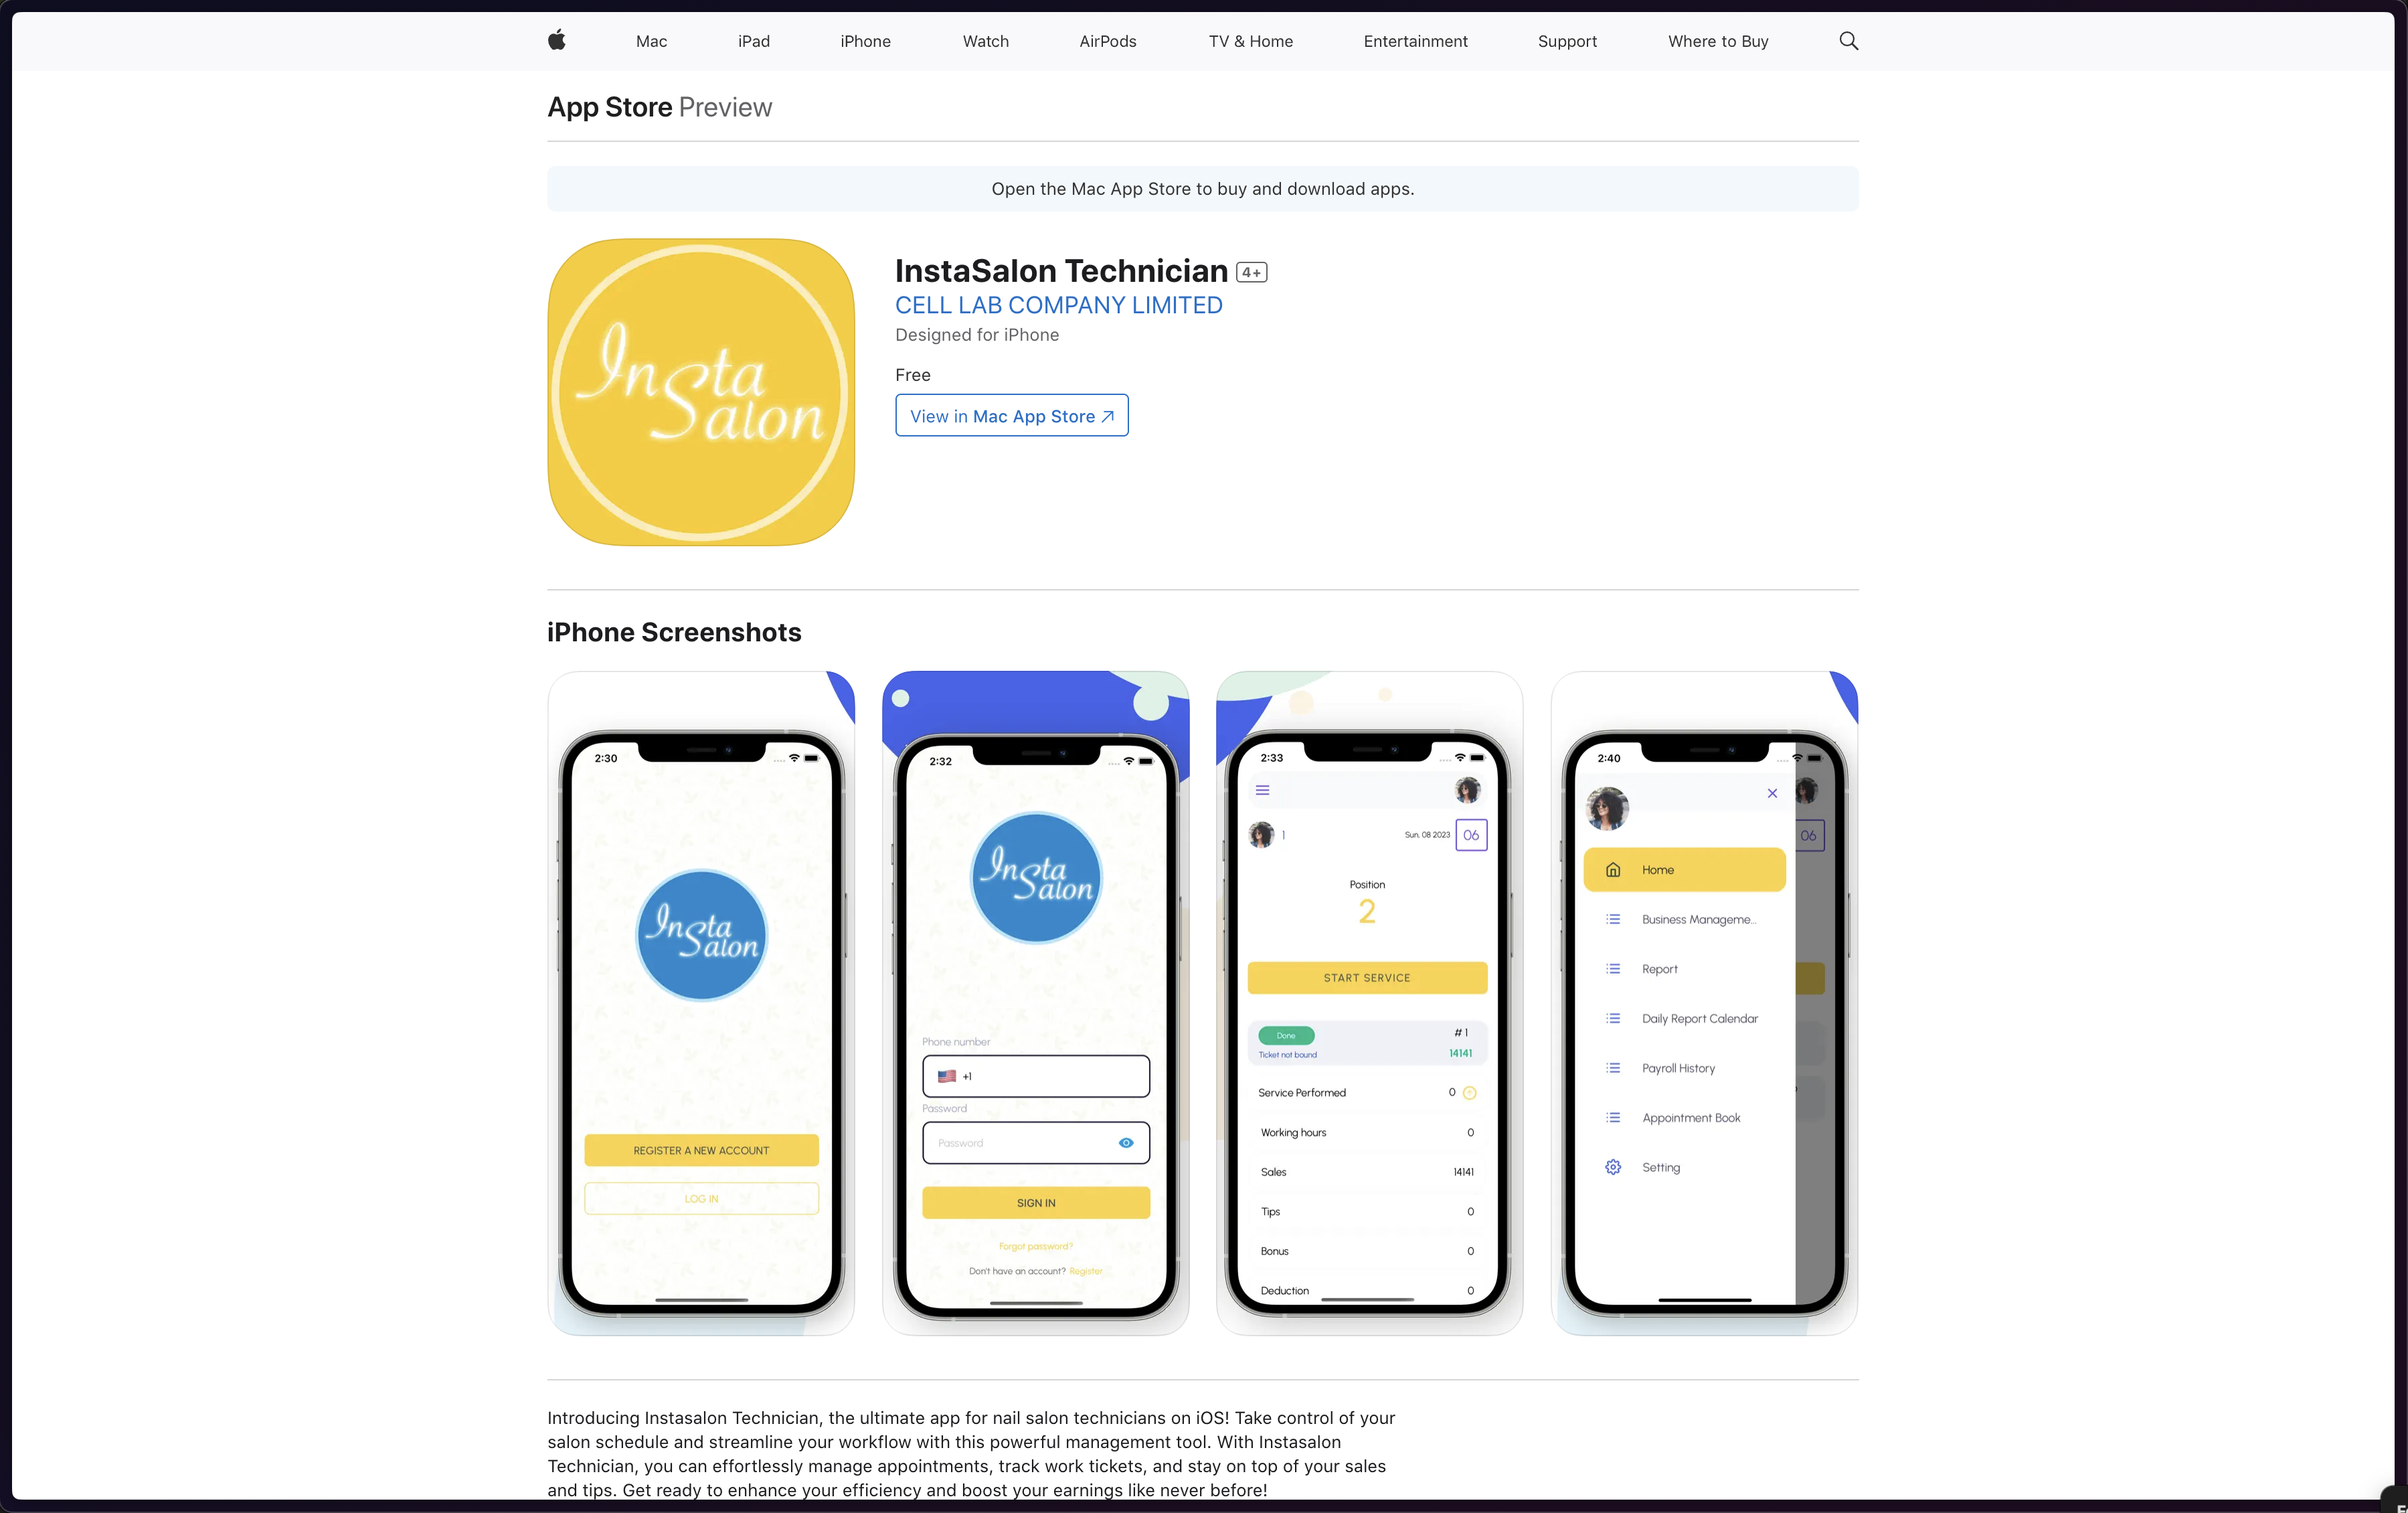 Mac iPad iPhone Watch AirPods TV & Home Entertainment Support Where to Buy
App Store Preview
Open the Mac App Store to buy and download apps.
Insta
Salon
InstaSalon Technician 4+
CELL LAB COMPANY LIMITED
Designed for iPhone
Free
View in Mac App Store ↗
iPhone Screenshots
2:30
Insta
Salon
REGISTER A NEW ACCOUNT
LOG IN
2:32
Insta
Salon
Phone number
+1
Password
Password
SIGN IN
Forgot password?
Don't have an account? Register
2:33
1 Sun, 08 2023 06
Position
2
START SERVICE
Done # 1
Ticket not bound 14141
Service Performed 0
Working hours 0
Sales 14141
Tips 0
Bonus 0
Deduction 0
2:40
06
Home
Business Manageme...
Report
Daily Report Calendar
Payroll History
Appointment Book
Setting
Introducing Instasalon Technician, the ultimate app for nail salon technicians on iOS! Take control of your
salon schedule and streamline your workflow with this powerful management tool. With Instasalon
Technician, you can effortlessly manage appointments, track work tickets, and stay on top of your sales
and tips. Get ready to enhance your efficiency and boost your earnings like never before!